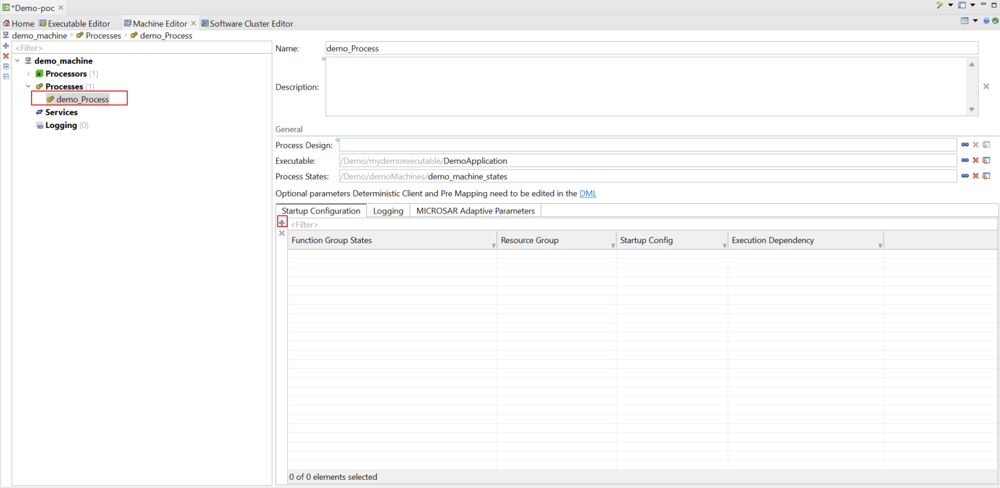 *Demo-poc
Home Executable Editor Machine Editor Software Cluster Editor
demo_machine > Processes > demo_Process
<Filter>
demo_machine
Processors (1)
Processes (1)
demo_Process
Services
Logging (0)
Name: demo_Process
Description:
General
Process Design:
Executable: /Demo/mydemoexecutable/DemoApplication
Process States: /Demo/demoMachines/demo_machine_states
Optional parameters Deterministic Client and Pre Mapping need to be edited in the DML
Startup Configuration Logging MICROSAR Adaptive Parameters
<Filter>
Function Group States Resource Group Startup Config Execution Dependency
0 of 0 elements selected